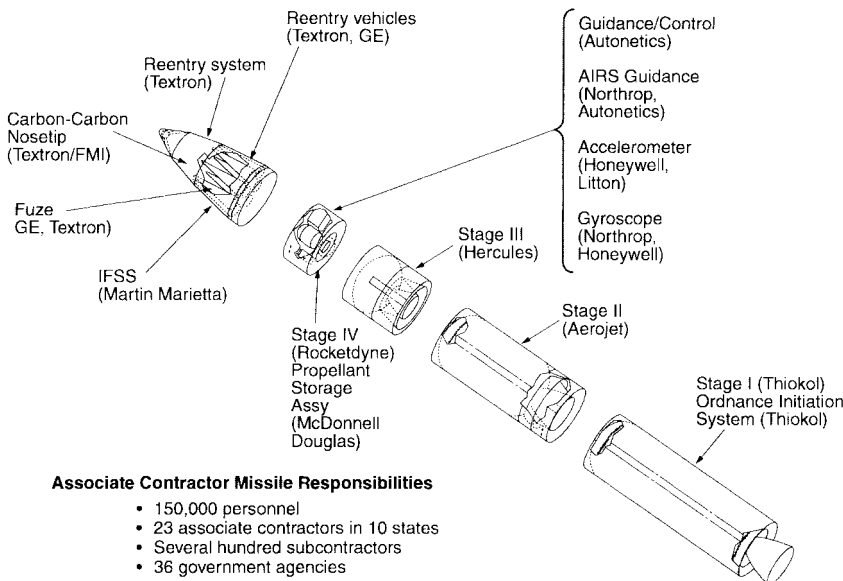 Reentry vehicles
(Textron, GE)
Reentry system
(Textron)
Carbon-Carbon
Nosetip
(Textron/FMI)
Fuze
GE, Textron)
IFSS
(Martin Marietta)
Guidance/Control
(Autonetics)
AIRS Guidance
(Northrop,
Autonetics)
Accelerometer
(Honeywell,
Litton)
Gyroscope
(Northrop,
Honeywell)
Stage III
(Hercules)
Stage IV
(Rocketdyne)
Propellant
Storage
Assy
(McDonnell
Douglas)
Stage II
(Aerojet)
Stage I (Thiokol)
Ordnance Initiation
System (Thiokol)
Associate Contractor Missile Responsibilities
• 150,000 personnel
• 23 associate contractors in 10 states
• Several hundred subcontractors
• 36 government agencies